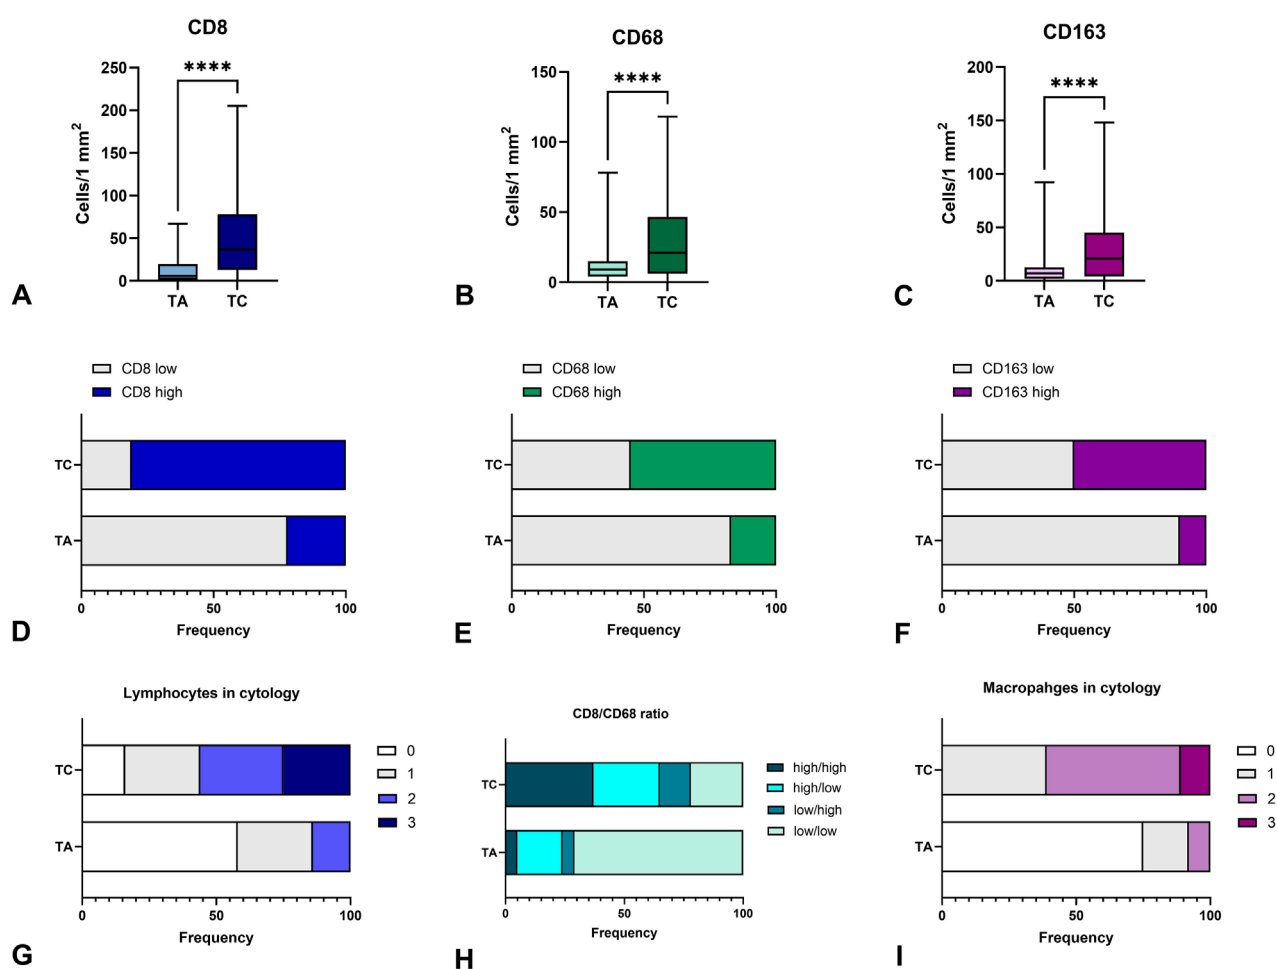 CD8
****
250
200
150
100
50
0
Cells/1 mm²
TA
TC
A
CD68
****
150
100
50
0
Cells/1 mm²
TA
TC
B
CD163
****
200
150
100
50
0
Cells/1 mm²
TA
TC
C
CD8 low
CD8 high
TC
TA
0
50
100
Frequency
D
CD68 low
CD68 high
TC
TA
0
50
100
Frequency
E
CD163 low
CD163 high
TC
TA
0
50
100
Frequency
F
Lymphocytes in cytology
TC
TA
0
1
2
3
0
50
100
Frequency
G
CD8/CD68 ratio
TC
TA
high/high
high/low
low/high
low/low
0
50
100
Frequency
H
Macropahges in cytology
TC
TA
0
1
2
3
0
50
100
Frequency
I